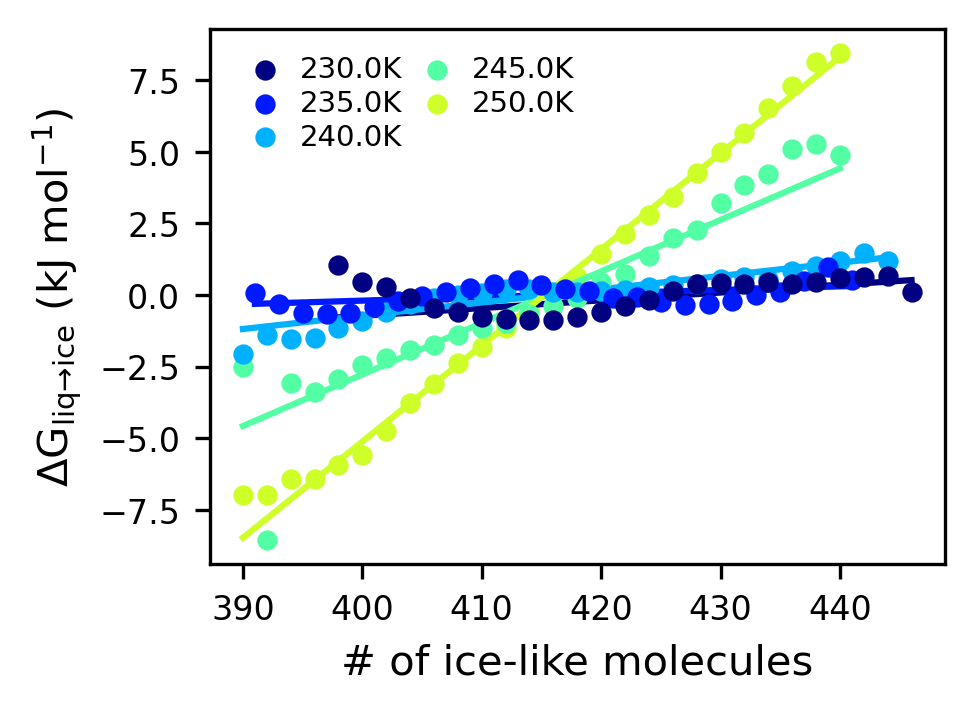 230.0K 245.0K
235.0K 250.0K
240.0K
7.5
5.0
2.5
0.0
−2.5
−5.0
−7.5
ΔG_liq→ice (kJ mol⁻¹)
390 400 410 420 430 440
# of ice-like molecules